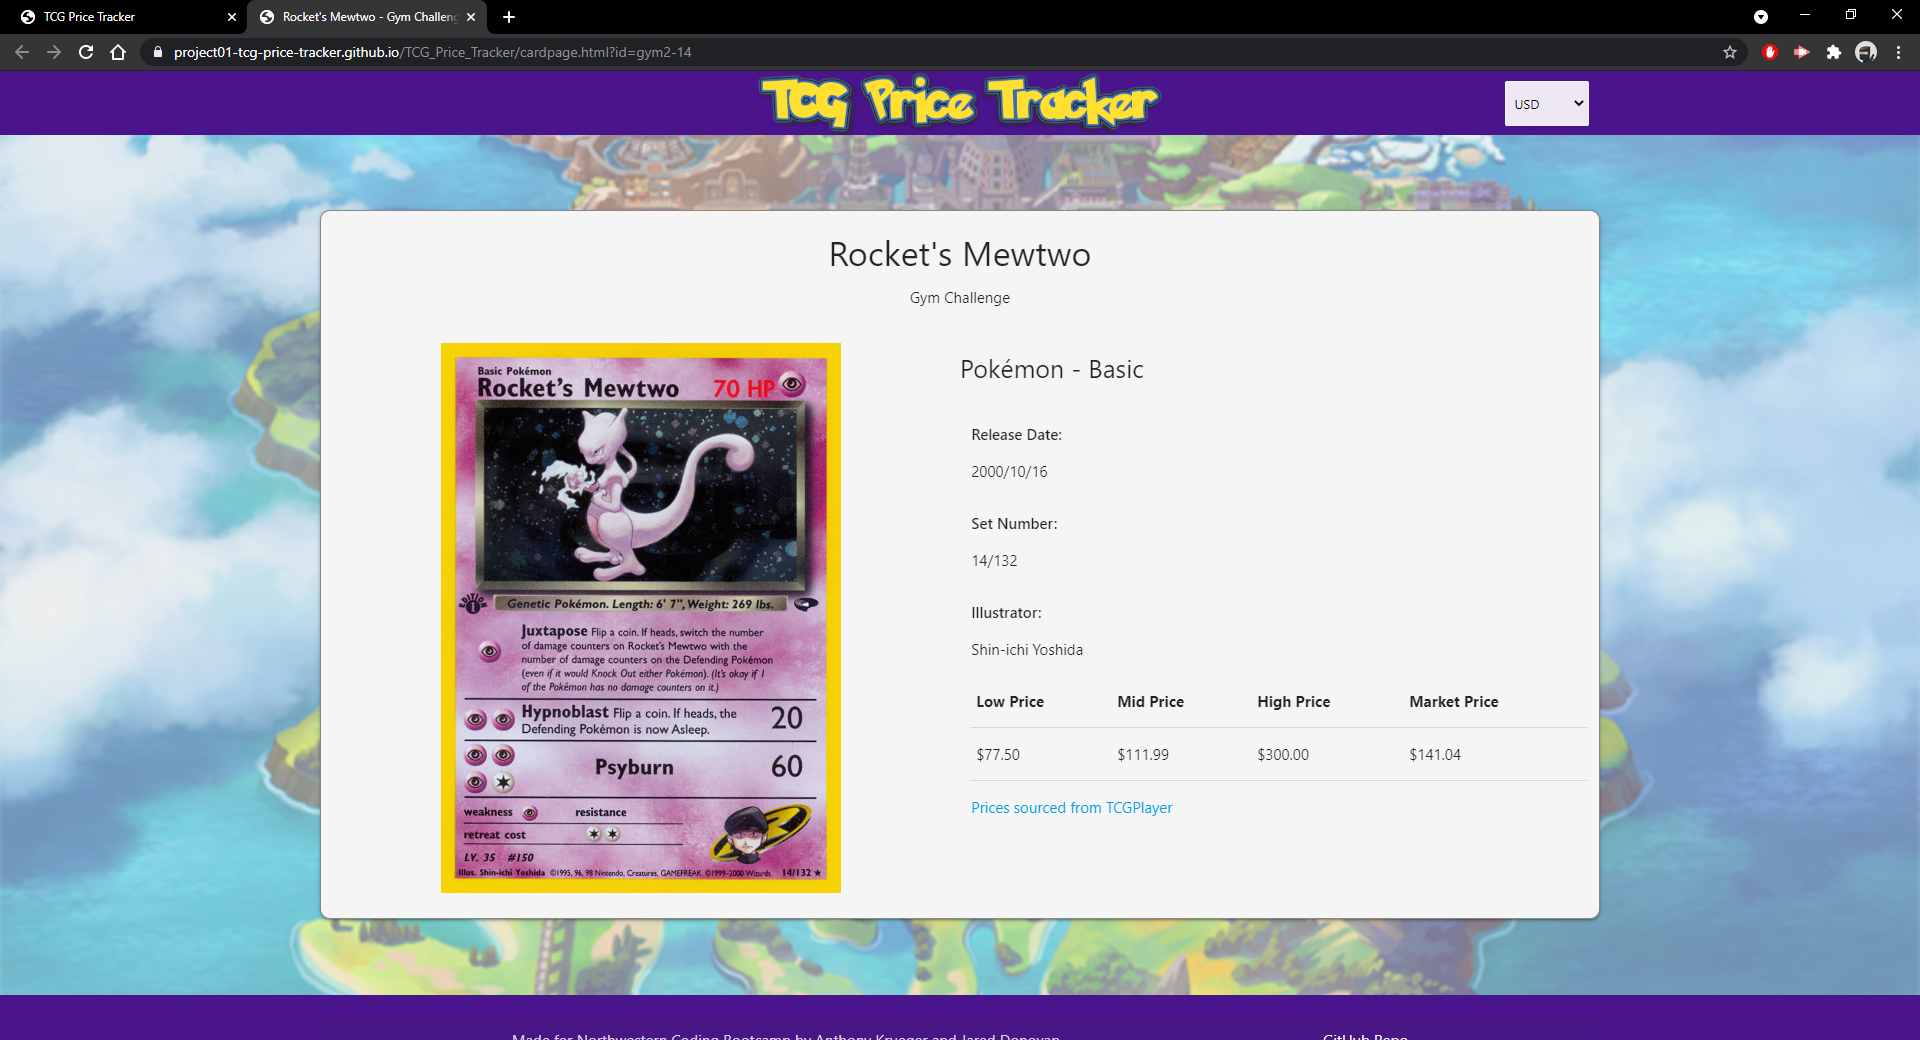 TCG Price Tracker
Rocket's Mewtwo - Gym Challeng
project01-tcg-price-tracker.github.io/TCG_Price_Tracker/cardpage.html?id=gym2-14
TCG Price Tracker
USD
Rocket's Mewtwo
Gym Challenge
Basic Pokémon
Rocket's Mewtwo 70 HP
EDITION
1
Genetic Pokémon. Length: 6' 7", Weight: 269 lbs.
Juxtapose Flip a coin. If heads, switch the number
of damage counters on Rocket's Mewtwo with the
number of damage counters on the Defending Pokémon
(even if it would Knock Out either Pokémon). (It's okay if 1
of the Pokémon has no damage counters on it.)
Hypnoblast Flip a coin. If heads, the
Defending Pokémon is now Asleep.
20
Psyburn 60
weakness resistance
retreat cost
LV. 35 #150
Illus. Shin-ichi Yoshida ©1995, 96, 98 Nintendo, Creatures, GAMEFREAK. ©1999-2000 Wizards. 14/132 ★
Pokémon - Basic
Release Date:
2000/10/16
Set Number:
14/132
Illustrator:
Shin-ichi Yoshida
Low Price Mid Price High Price Market Price
$77.50 $111.99 $300.00 $141.04
Prices sourced from TCGPlayer
Made for Northwestern Coding Bootcamp by Anthony Krueger and Jared Donovan
GitHub Repo